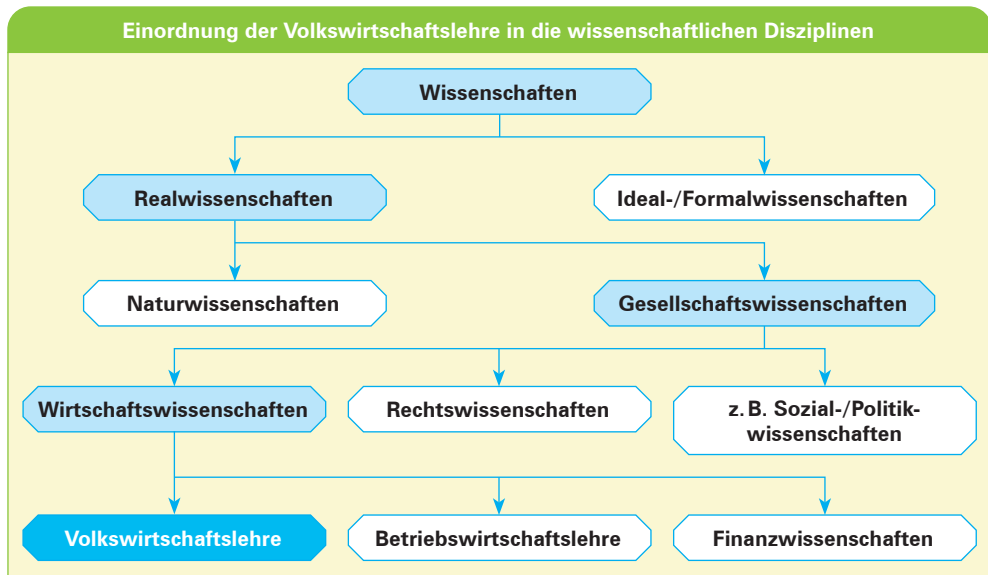 Einordnung der Volkswirtschaftslehre in die wissenschaftlichen Disziplinen
Wissenschaften
Realwissenschaften
Ideal-/Formalwissenschaften
Naturwissenschaften
Gesellschaftswissenschaften
Wirtschaftswissenschaften
Rechtswissenschaften
z. B. Sozial-/Politik-
wissenschaften
Volkswirtschaftslehre
Betriebswirtschaftslehre
Finanzwissenschaften